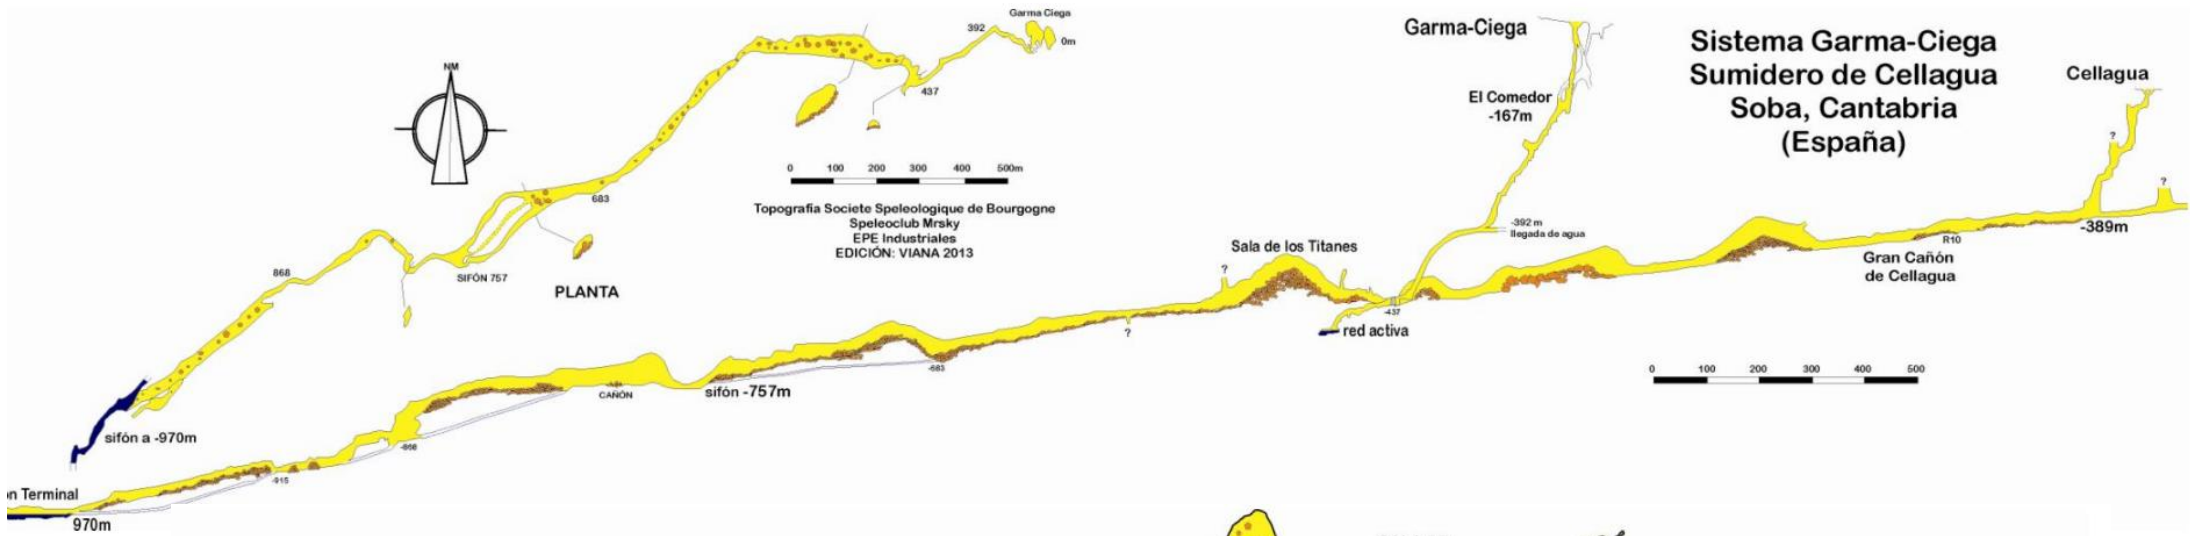 Sistema Garma-Ciega
Sumidero de Cellagua
Soba, Cantabria
(España)
Garma Ciega
0m
392
437
NM
683
SIFÓN 757
868
sifón a -970m
PLANTA
0 100 200 300 400 500m
Topografía Societe Speleologique de Bourgogne
Speleoclub Mrsky
EPE Industriales
EDICIÓN: VIANA 2013
Garma-Ciega
El Comedor
-167m
-392 m
llegada de agua
Cellagua
?
?
-389m
R10
Gran Cañón
de Cellagua
Sala de los Titanes
?
-437
red activa
?
0 100 200 300 400 500
-683
sifón -757m
CAÑÓN
-868
-915
n Terminal
970m